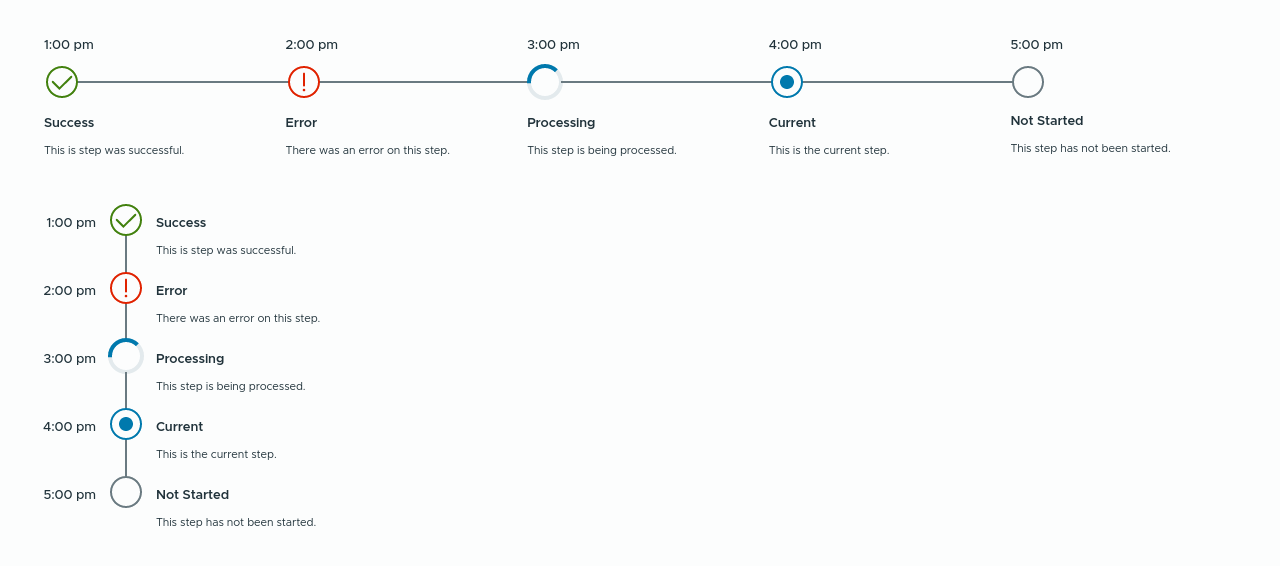 1:00 pm 2:00 pm 3:00 pm 4:00 pm 5:00 pm
Success Error Processing Current Not Started
This is step was successful. There was an error on this step. This step is being processed. This is the current step. This step has not been started.
1:00 pm Success
This is step was successful.
2:00 pm Error
There was an error on this step.
3:00 pm Processing
This step is being processed.
4:00 pm Current
This is the current step.
5:00 pm Not Started
This step has not been started.